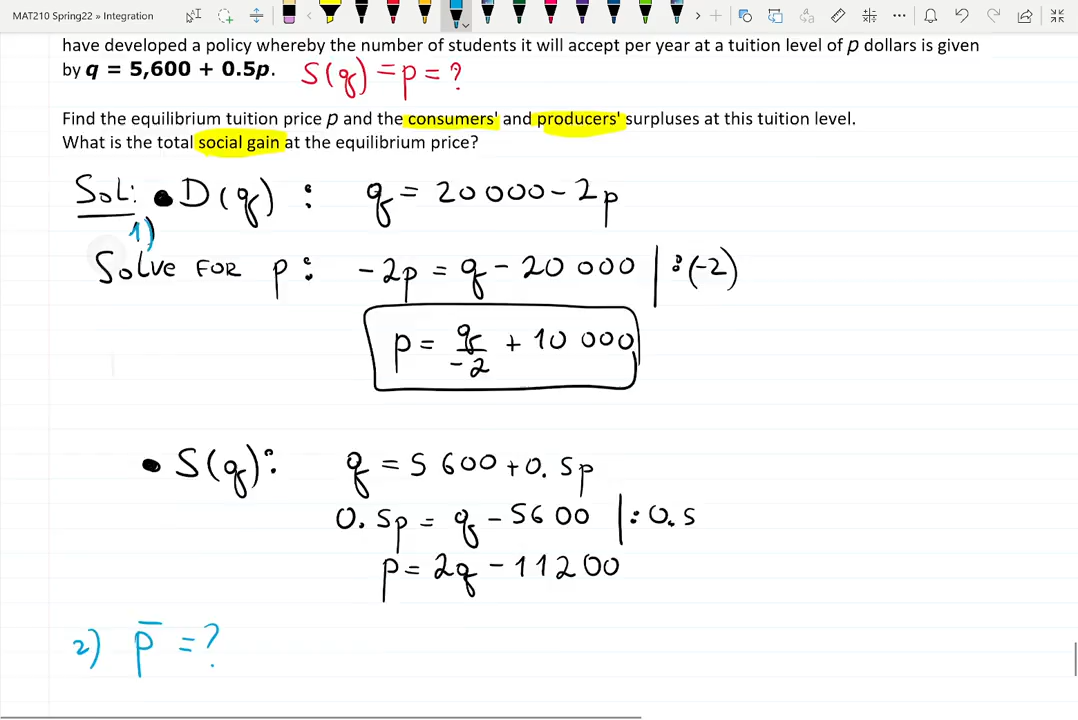 MAT210 Spring22 » Integration
have developed a policy whereby the number of students it will accept per year at a tuition level of p dollars is given
by q = 5,600 + 0.5p. S(q) = p = ?
Find the equilibrium tuition price p and the consumers' and producers' surpluses at this tuition level.
What is the total social gain at the equilibrium price?
Sol: • D(q) : q = 20 000 - 2p
1)
Solve FOR p : -2p = q - 20 000 | : (-2)
p = q/-2 + 10 000
• S(q) : q = 5 600 + 0.5p
0.5p = q - 5600 | : 0.5
p = 2q - 11200
2) p̄ = ?